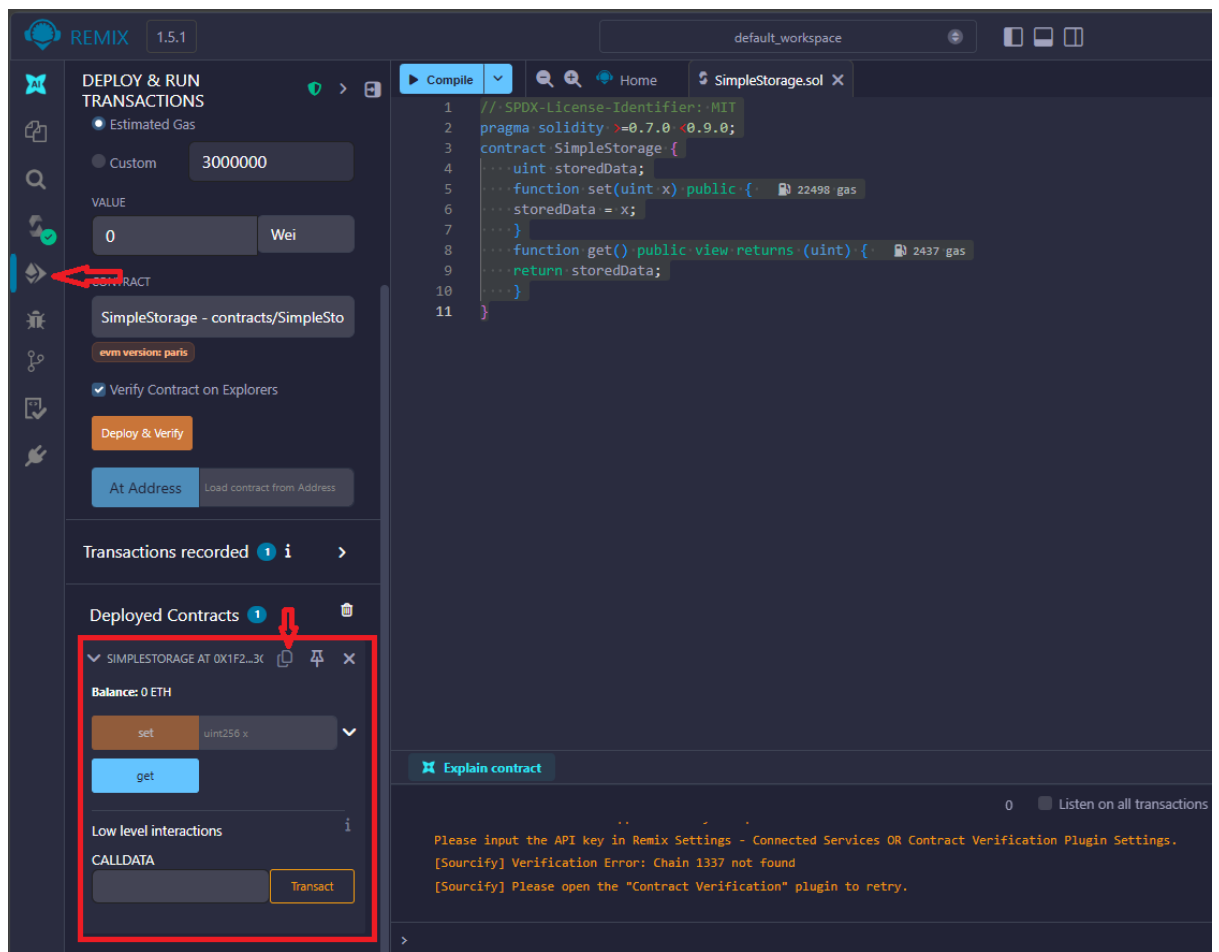 REMIX 1.5.1 default_workspace
DEPLOY & RUN
TRANSACTIONS
Estimated Gas
Custom 3000000
VALUE
0 Wei
CONTRACT
SimpleStorage - contracts/SimpleSto
evm version: paris
Verify Contract on Explorers
Deploy & Verify
At Address Load contract from Address
Transactions recorded 1 i
Deployed Contracts 1
SIMPLESTORAGE AT 0X1F2...3(
Balance: 0 ETH
set uint256 x
get
Low level interactions i
CALLDATA
Transact
Compile Home SimpleStorage.sol
1 // SPDX-License-Identifier: MIT
2 pragma solidity >=0.7.0 <0.9.0;
3 contract SimpleStorage {
4 uint storedData;
5 function set(uint x) public { 22498 gas
6 storedData = x;
7 }
8 function get() public view returns (uint) { 2437 gas
9 return storedData;
10 }
11 }
Explain contract
0 Listen on all transactions
Please input the API key in Remix Settings - Connected Services OR Contract Verification Plugin Settings.
[Sourcify] Verification Error: Chain 1337 not found
[Sourcify] Please open the "Contract Verification" plugin to retry.
>